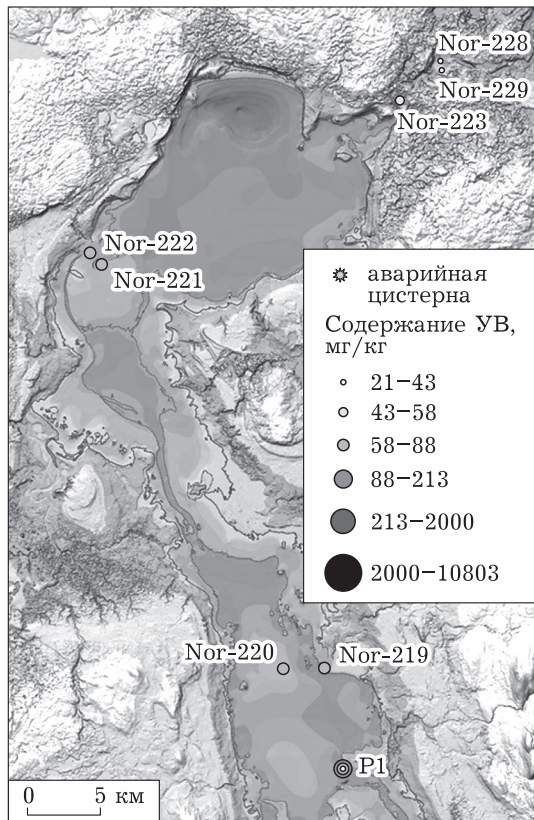 Nor-228
Nor-229
Nor-223
Nor-222
Nor-221
аварийная
цистерна
Содержание УВ,
мг/кг
21–43
43–58
58–88
88–213
213–2000
2000–10803
Nor-220
Nor-219
P1
0 5 км